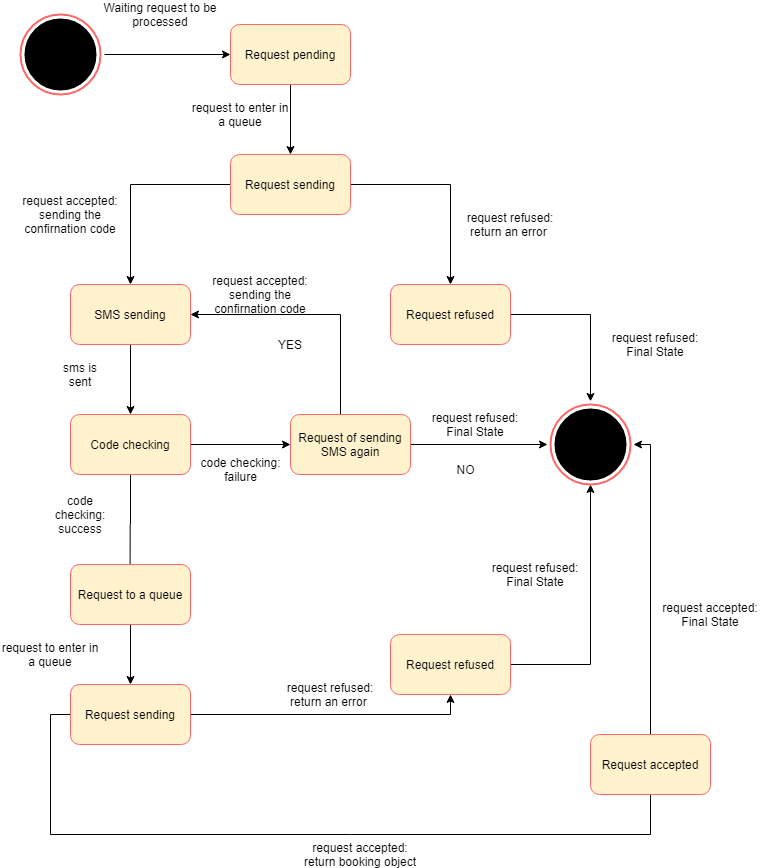 Waiting request to be
processed
Request pending
request to enter in
a queue
Request sending
request accepted:
sending the
confirnation code
request refused:
return an error
request accepted:
sending the
confirnation code
SMS sending
Request refused
YES
request refused:
Final State
sms is
sent
Code checking
Request of sending
SMS again
request refused:
Final State
NO
code checking:
failure
code
checking:
success
request refused:
Final State
Request to a queue
request accepted:
Final State
request to enter in
a queue
Request refused
request refused:
return an error
Request sending
Request accepted
request accepted:
return booking object